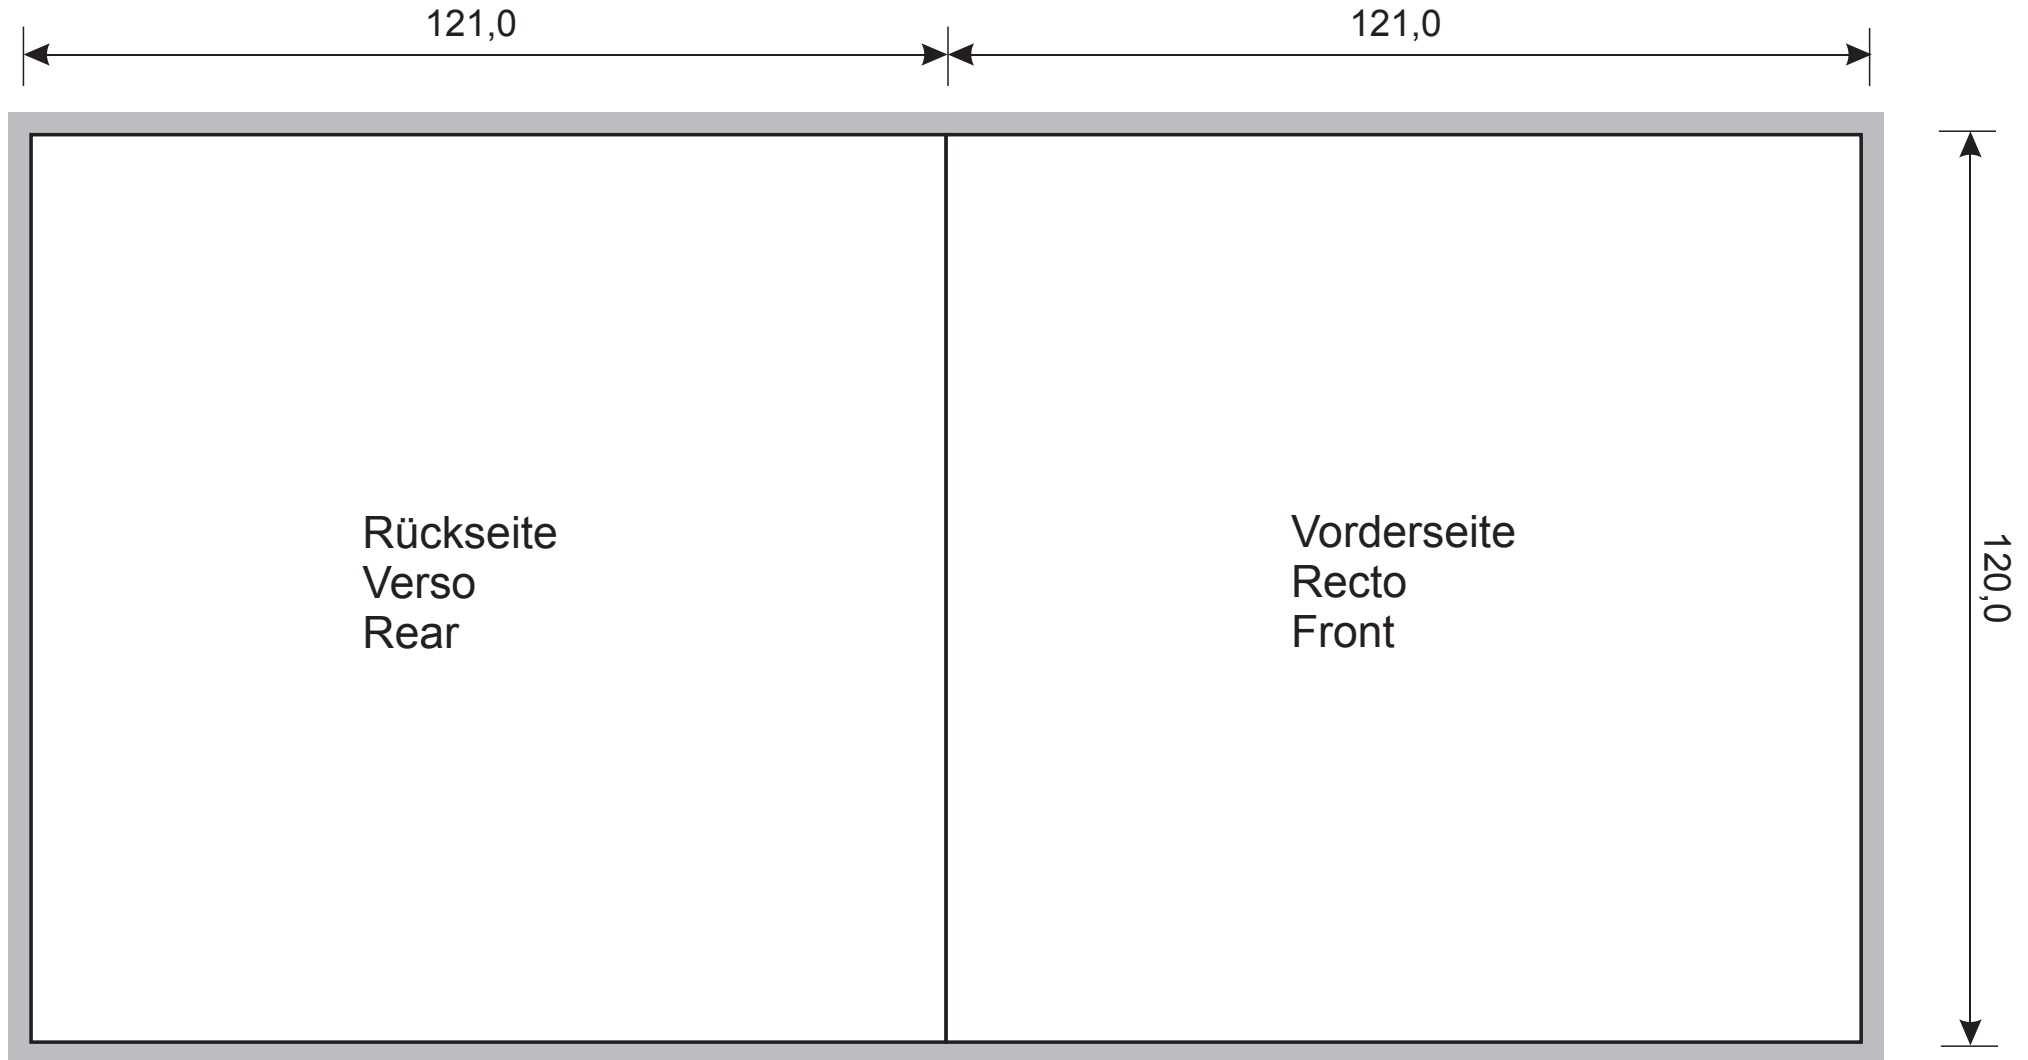 121,0
121,0
Rückseite
Verso
Rear
Vorderseite
Recto
Front
120,0